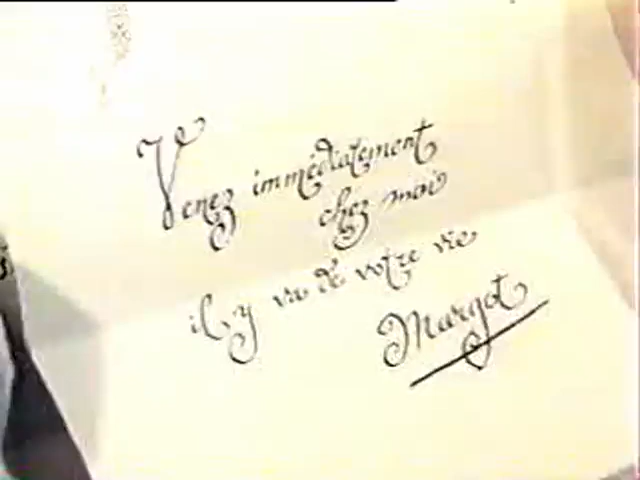 Venez immédiatement
chez moi
il y va de votre vie
Margot